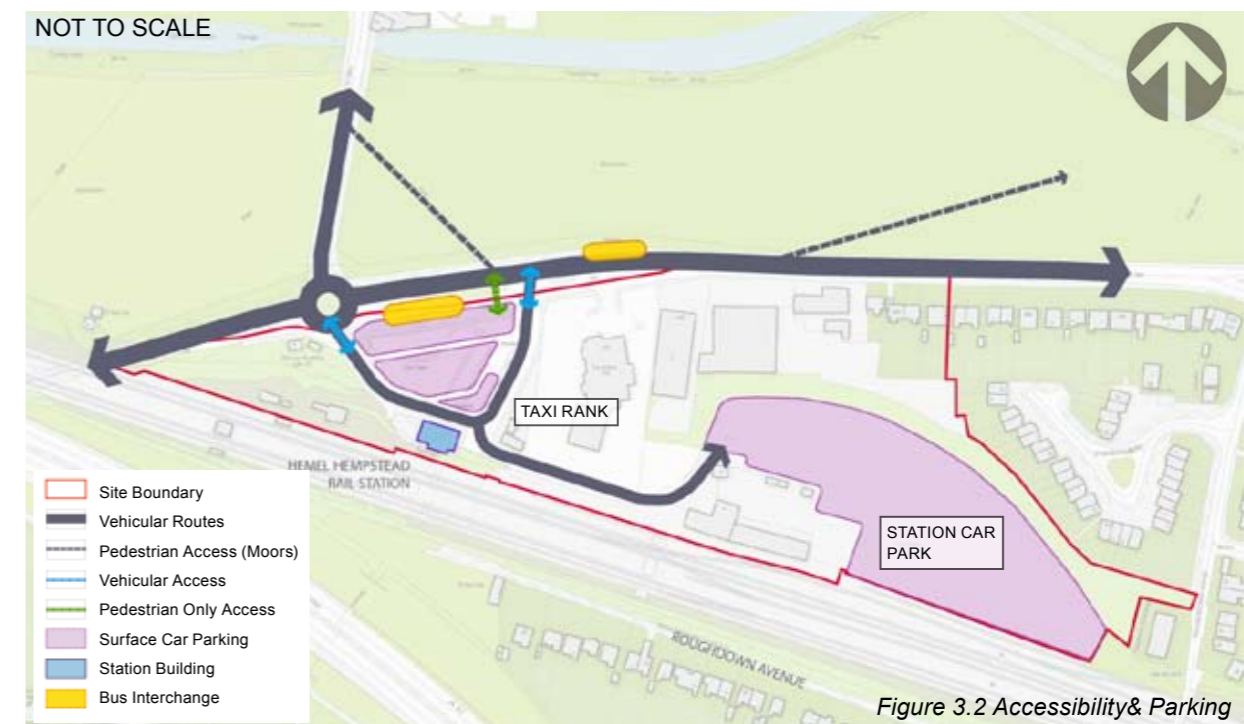 NOT TO SCALE
TAXI RANK
HEMEL HEMPSTEAD
RAIL STATION
STATION CAR
PARK
ROUGHDOWN AVENUE
Site Boundary
Vehicular Routes
Pedestrian Access (Moors)
Vehicular Access
Pedestrian Only Access
Surface Car Parking
Station Building
Bus Interchange
Figure 3.2 Accessibility& Parking